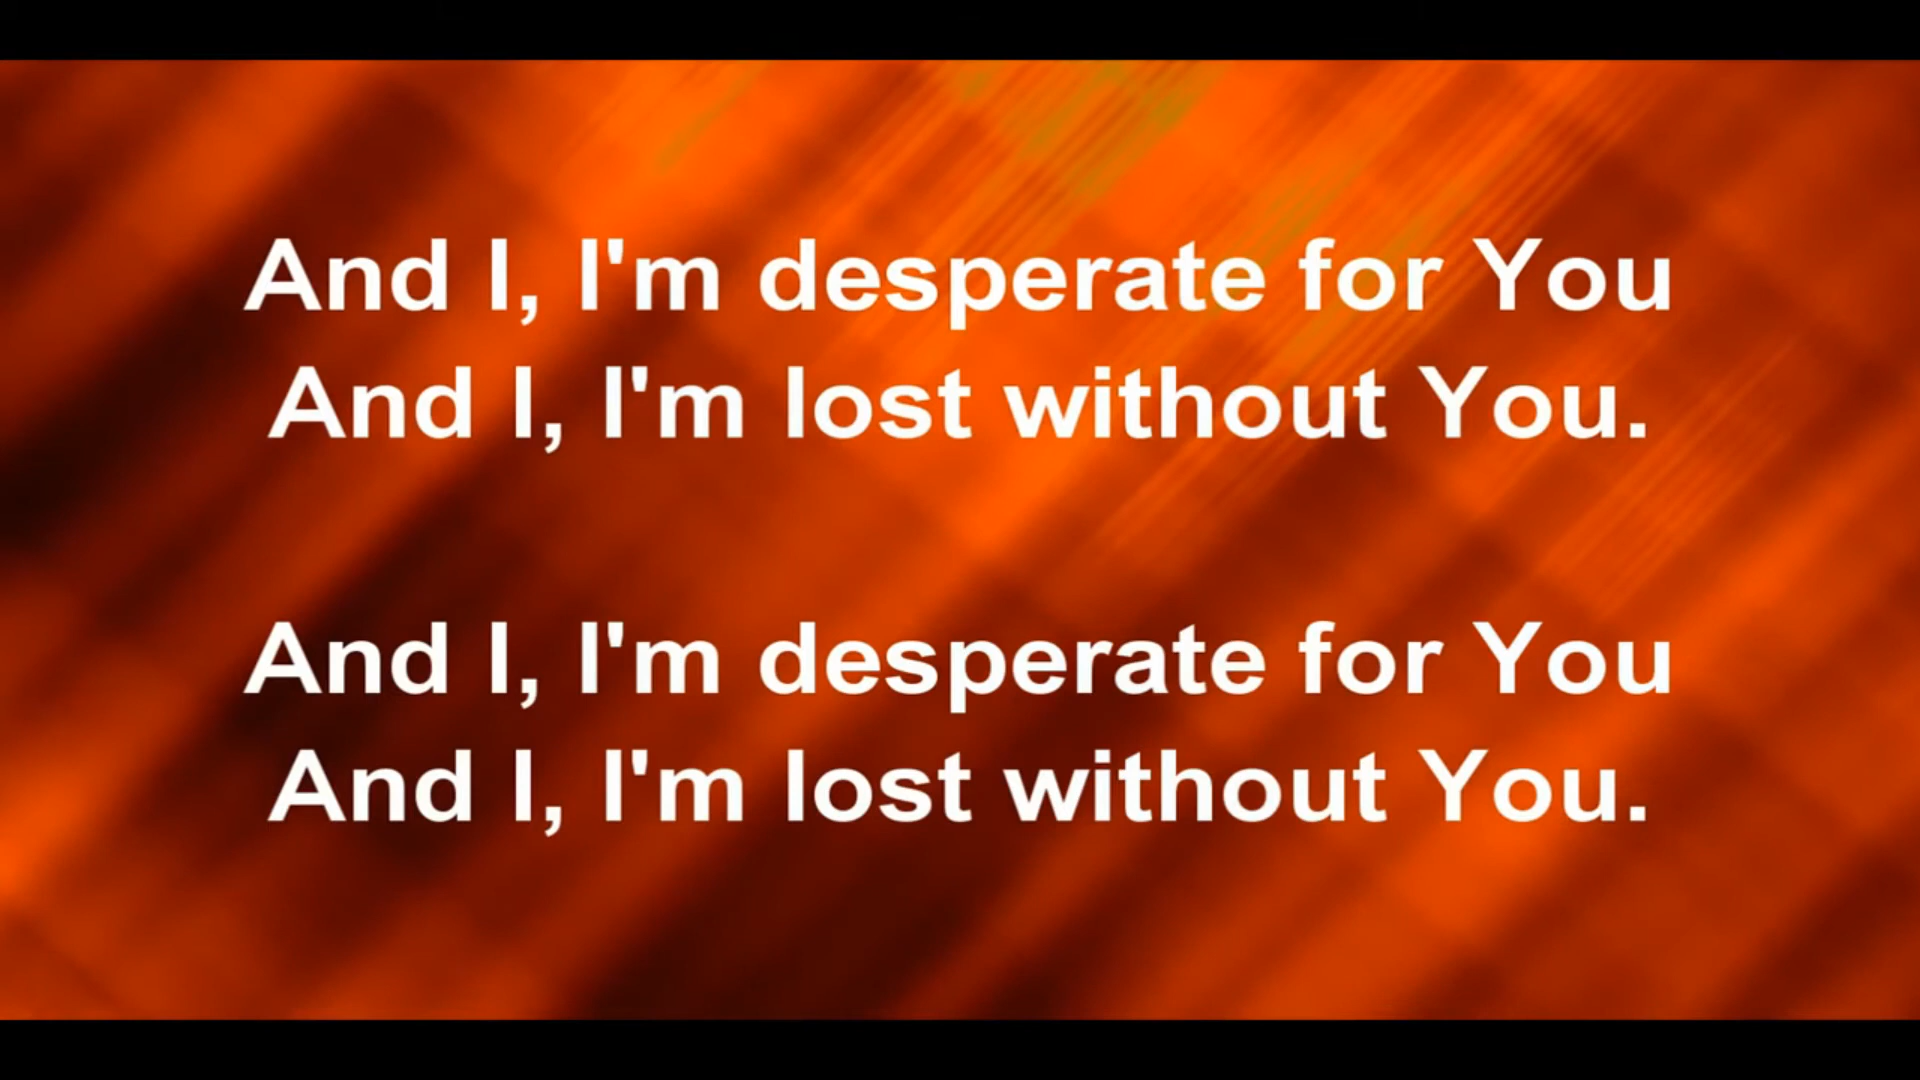 And I, I'm desperate for You
And I, I'm lost without You.
And I, I'm desperate for You
And I, I'm lost without You.